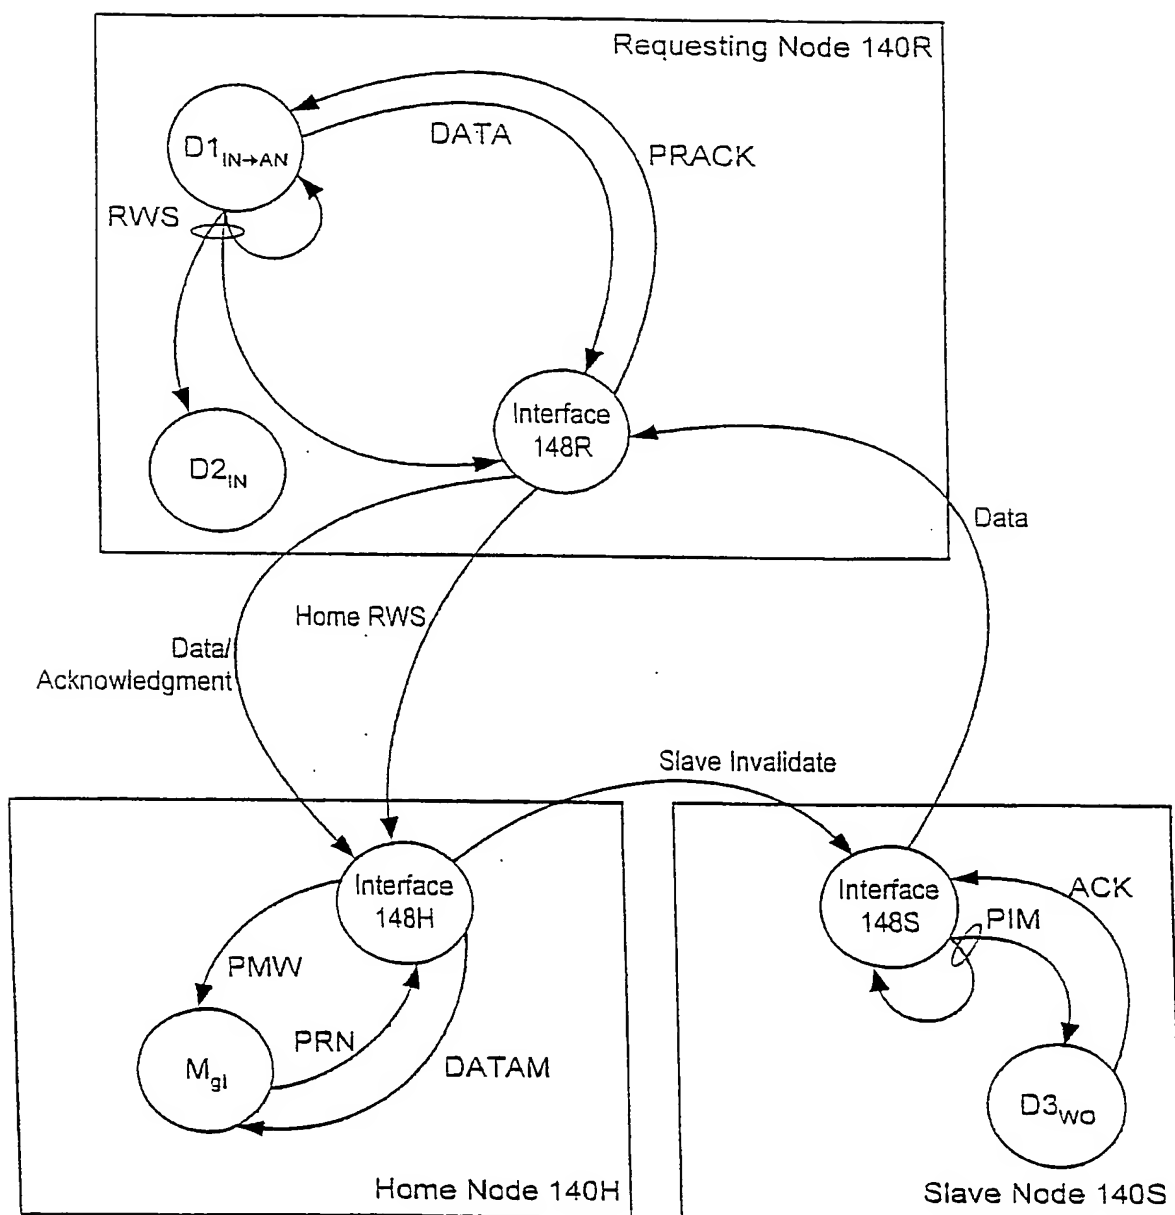 Requesting Node 140R
D1IN→AN
DATA
PRACK
RWS
Interface
148R
D2IN
Data
Home RWS
Data/
Acknowledgment
Slave Invalidate
Interface
148H
Interface
148S
ACK
PIM
PMW
PRN
Mgl
DATAM
D3WO
Home Node 140H
Slave Node 140S